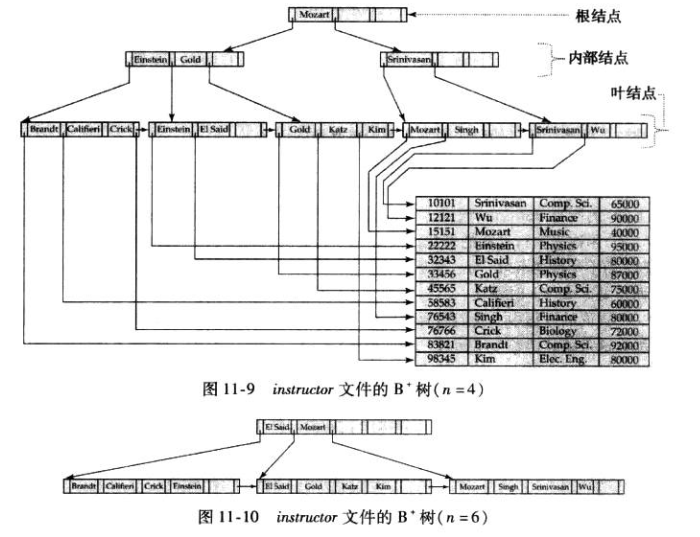 Mozart
根结点
Einstein Gold
Srinivasan
内部结点
叶结点
Brandt Califieri Crick Einstein El Said Gold Katz Kim Mozart Singh Srinivasan Wu
10101 Srinivasan Comp. Sci. 65000
12121 Wu Finance 90000
15151 Mozart Music 40000
22222 Einstein Physics 95000
32343 El Said History 80000
33456 Gold Physics 87000
45565 Katz Comp. Sci. 75000
58583 Califieri History 60000
76543 Singh Finance 80000
76766 Crick Biology 72000
83821 Brandt Comp. Sci. 92000
98345 Kim Elec. Eng. 80000
图 11-9 instructor 文件的 B+树(n=4)
El Said Mozart
Brandt Califieri Crick Einstein El Said Gold Katz Kim Mozart Singh Srinivasan Wu
图 11-10 instructor 文件的 B+树(n=6)